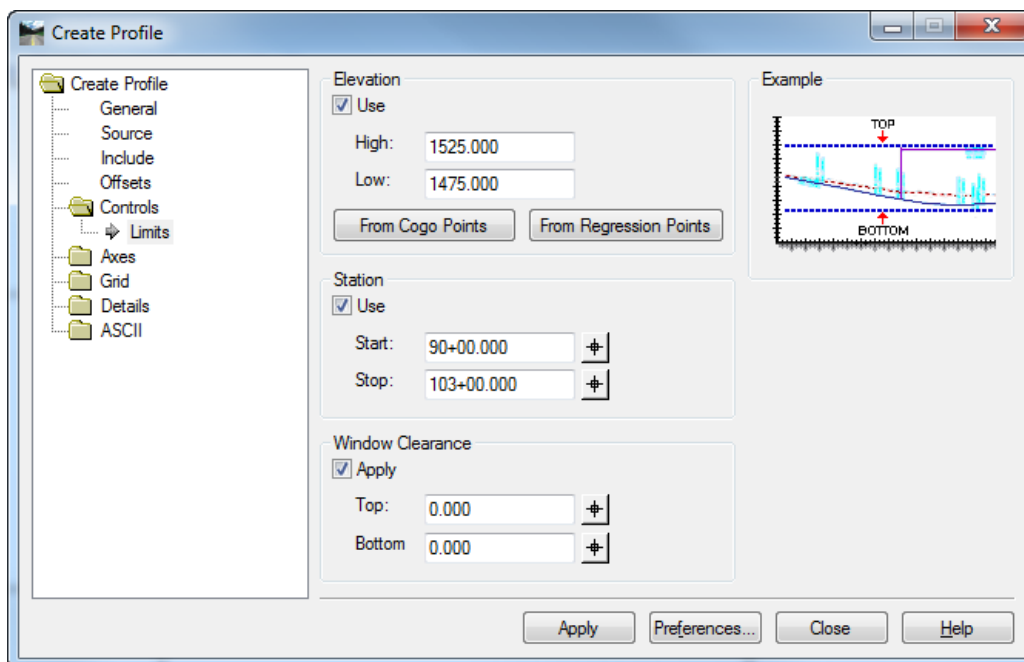 Create Profile
Create Profile
General
Source
Include
Offsets
Controls
Limits
Axes
Grid
Details
ASCII
Elevation
Use
High: 1525.000
Low: 1475.000
From Cogo Points From Regression Points
Station
Use
Start: 90+00.000
Stop: 103+00.000
Window Clearance
Apply
Top: 0.000
Bottom 0.000
Example
TOP
BOTTOM
Apply Preferences... Close Help